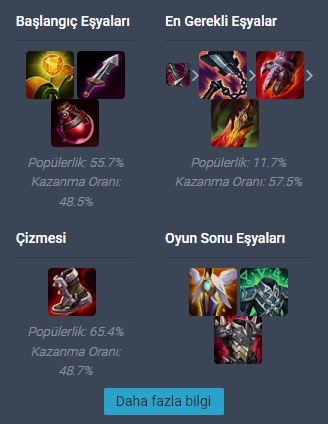 Başlangıç Eşyaları
Popülerlik: 55.7%
Kazanma Oranı:
48.5%
En Gerekli Eşyalar
Popülerlik: 11.7%
Kazanma Oranı: 57.5%
Çizmesi
Popülerlik: 65.4%
Kazanma Oranı:
48.7%
Oyun Sonu Eşyaları
Daha fazla bilgi